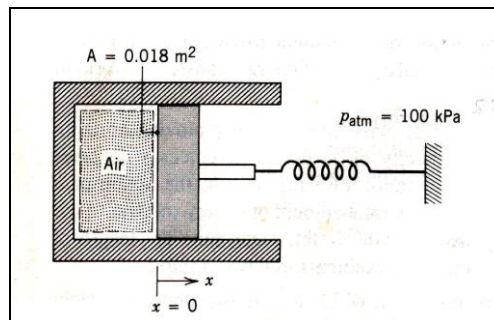 A = 0.018 m²
p_atm = 100 kPa
Air
x
x = 0